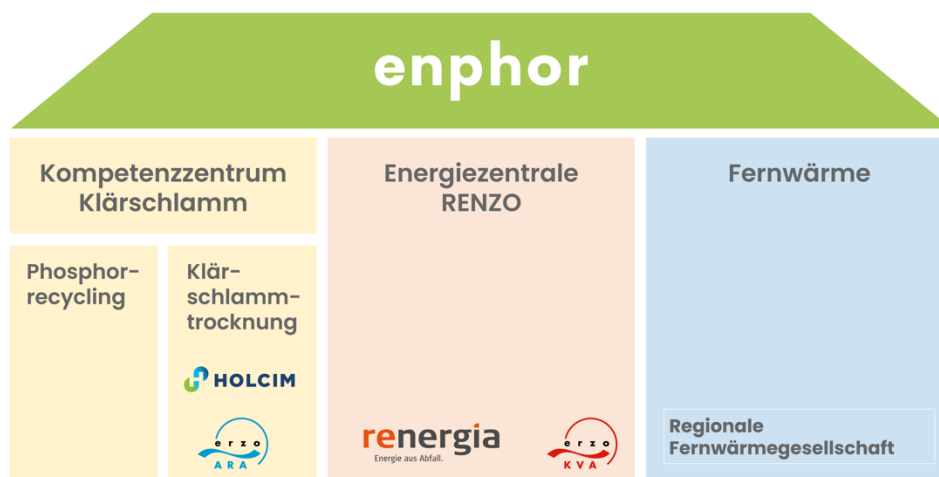 enphor
Kompetenzzentrum
Klärschlamm
Energiezentrale
RENZO
Fernwärme
Phosphor-
recycling
Klär-
schlamm-
trocknung
HOLCIM
erzo
ARA
renergia
Energie aus Abfall.
erzo
KVA
Regionale
Fernwärmegesellschaft